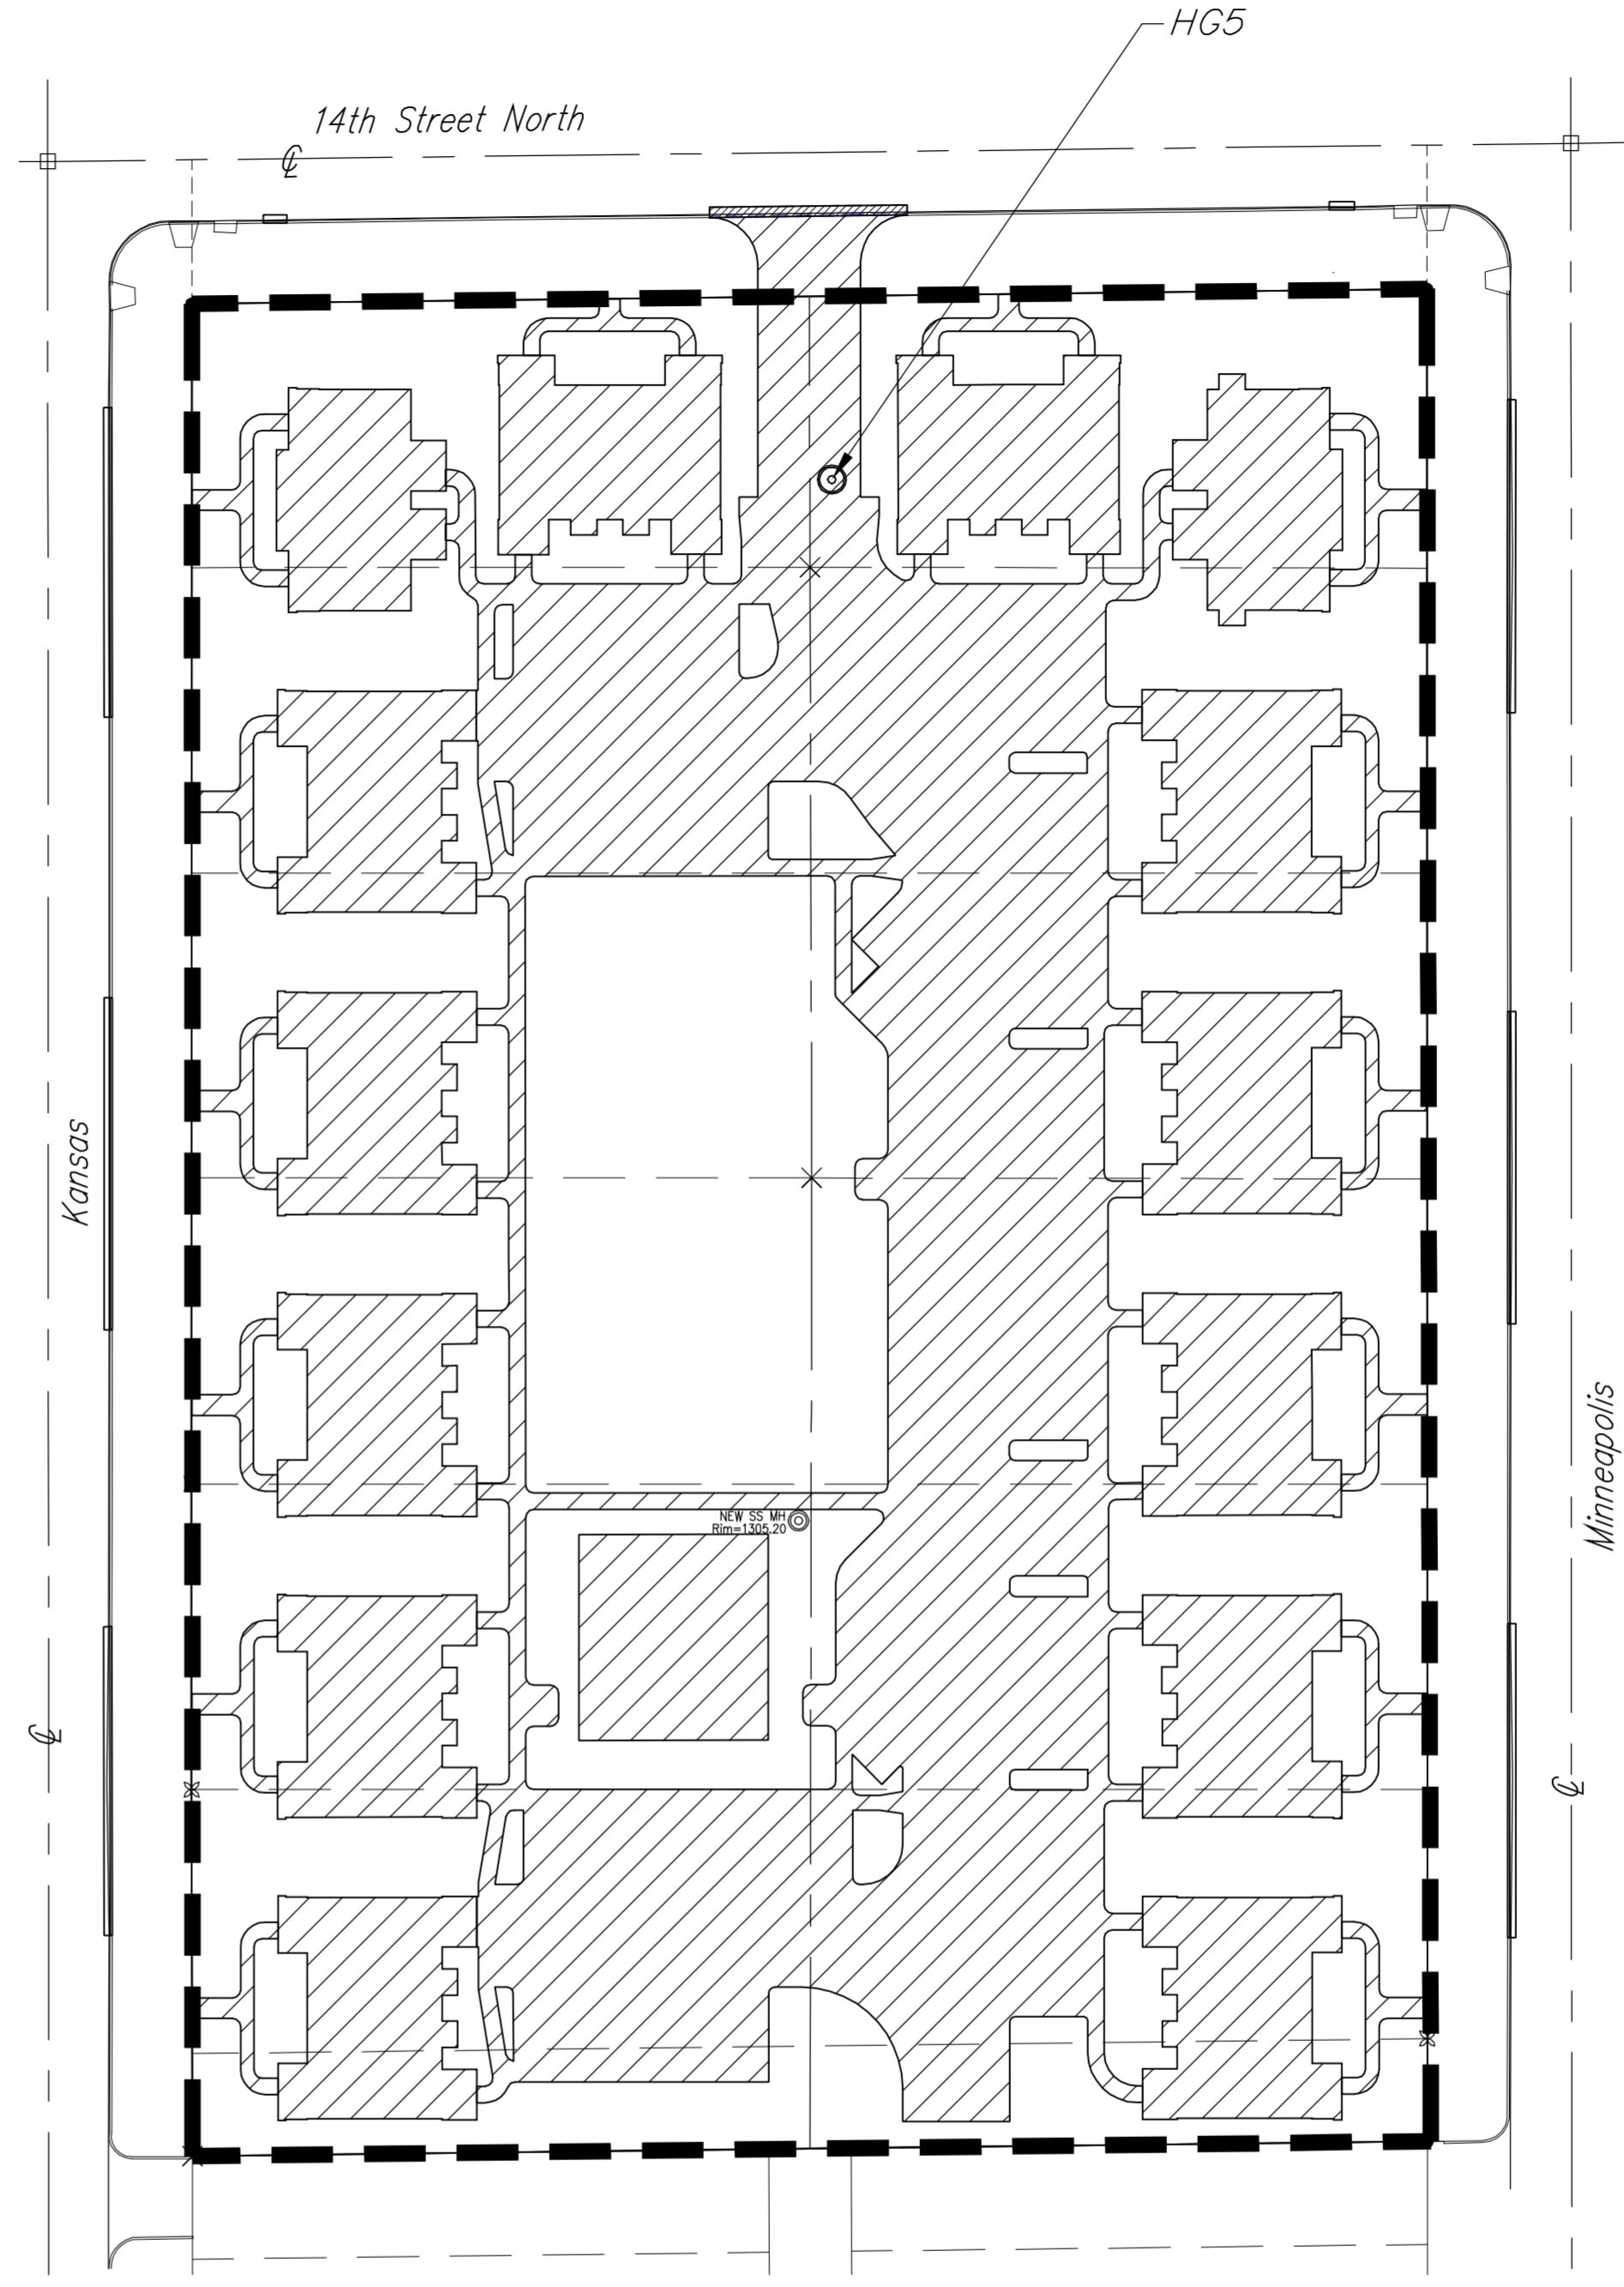 HG5
14th Street North
℄
Kansas
NEW SS MH
Rim=1305.20
Minneapolis
℄
℄